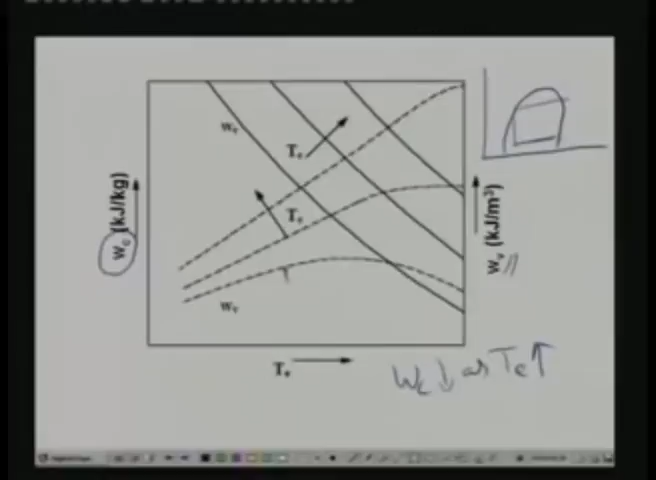 wc
Tc
Tc
wc (kJ/kg)
wv (kJ/m³)
wv
Te
Wc ↓ as Te ↑